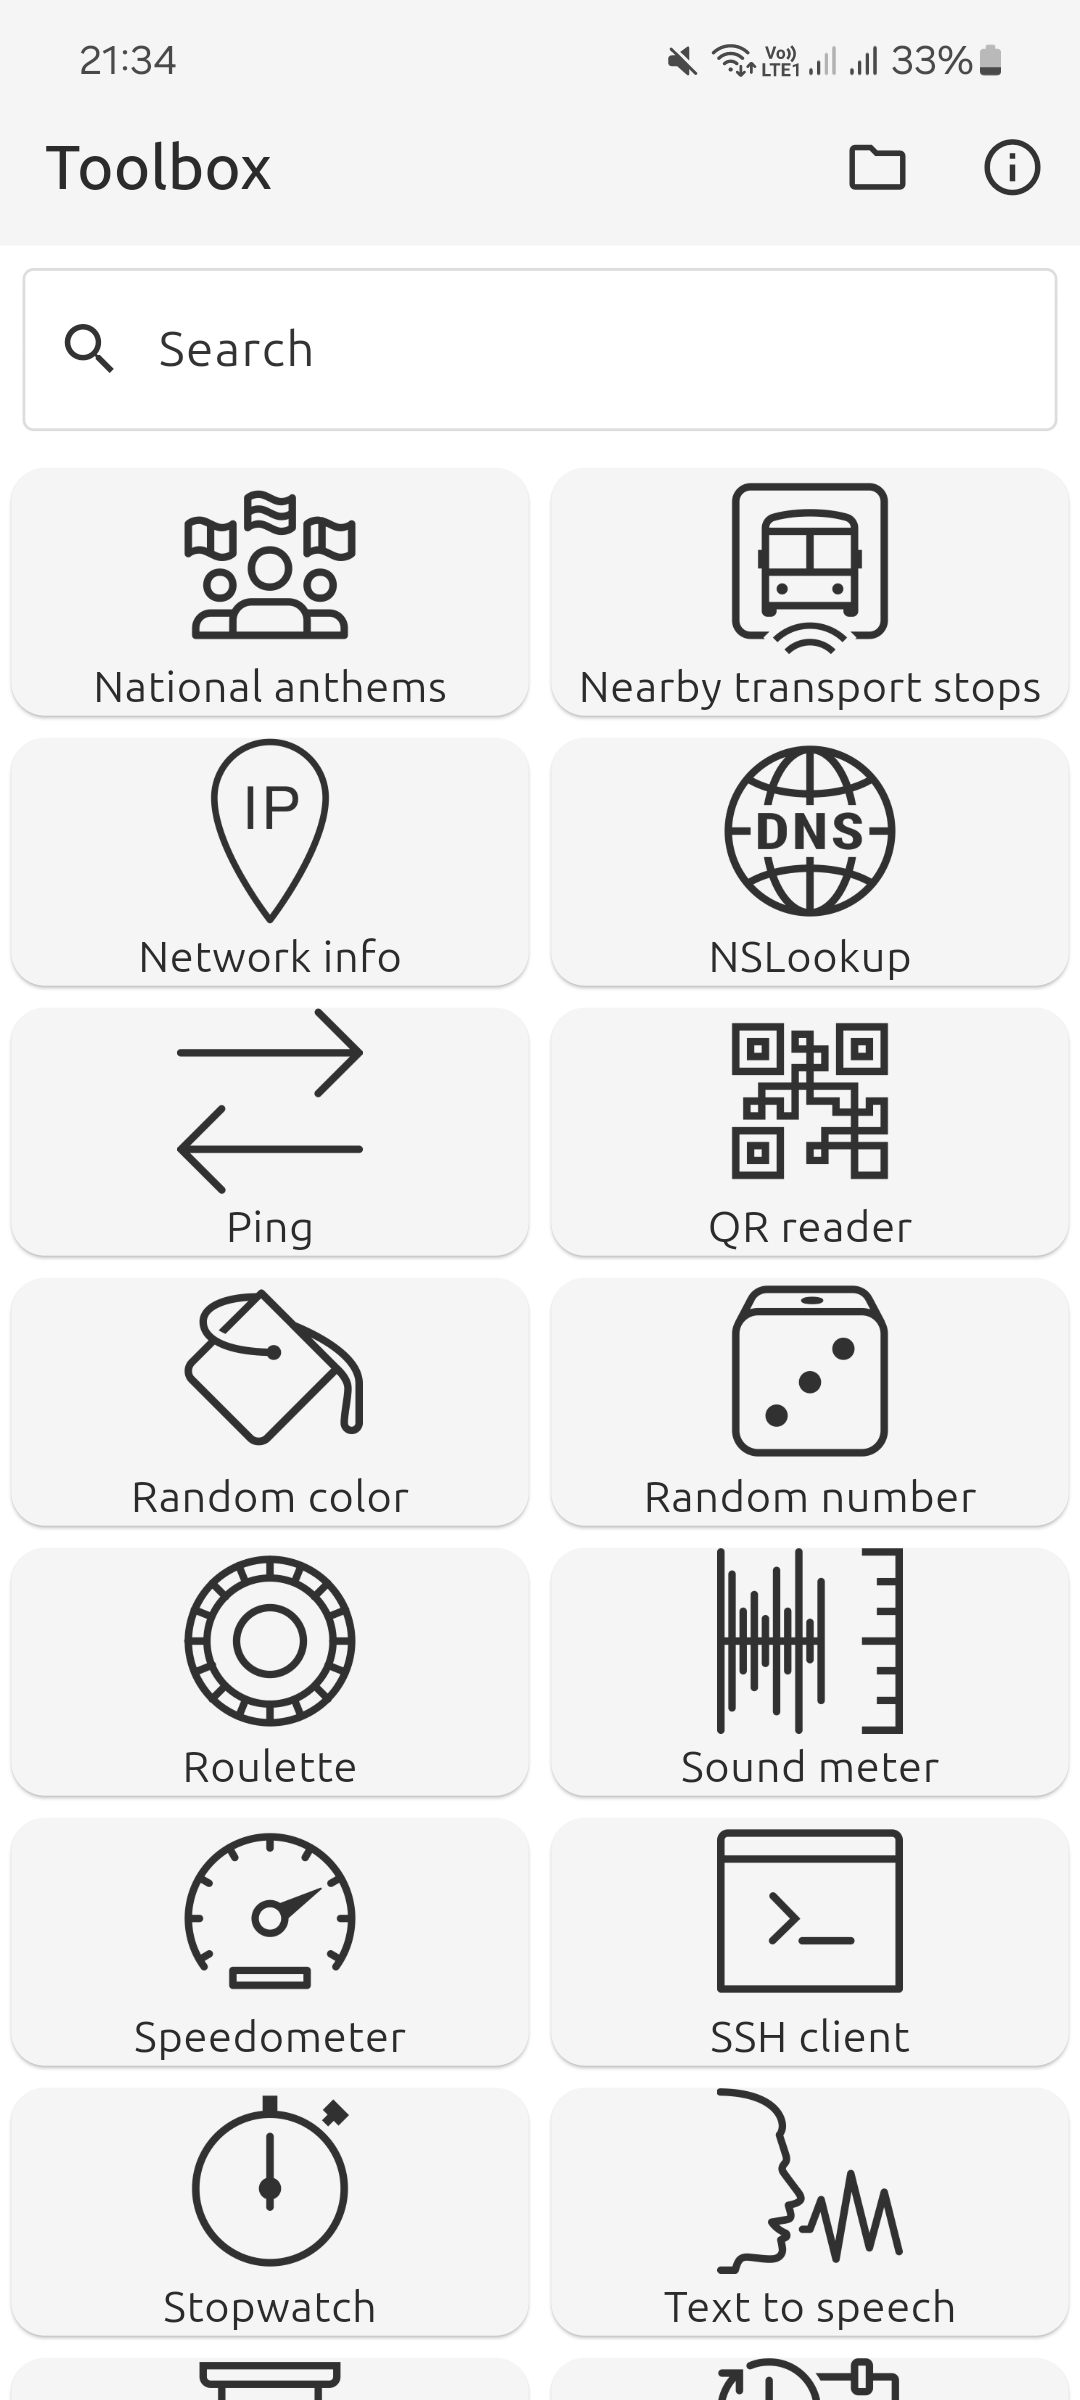 21:34
Vo)) LTE1 33%
Toolbox
Search
National anthems
Nearby transport stops
IP
Network info
DNS
NSLookup
Ping
QR reader
Random color
Random number
Roulette
Sound meter
Speedometer
SSH client
Stopwatch
Text to speech